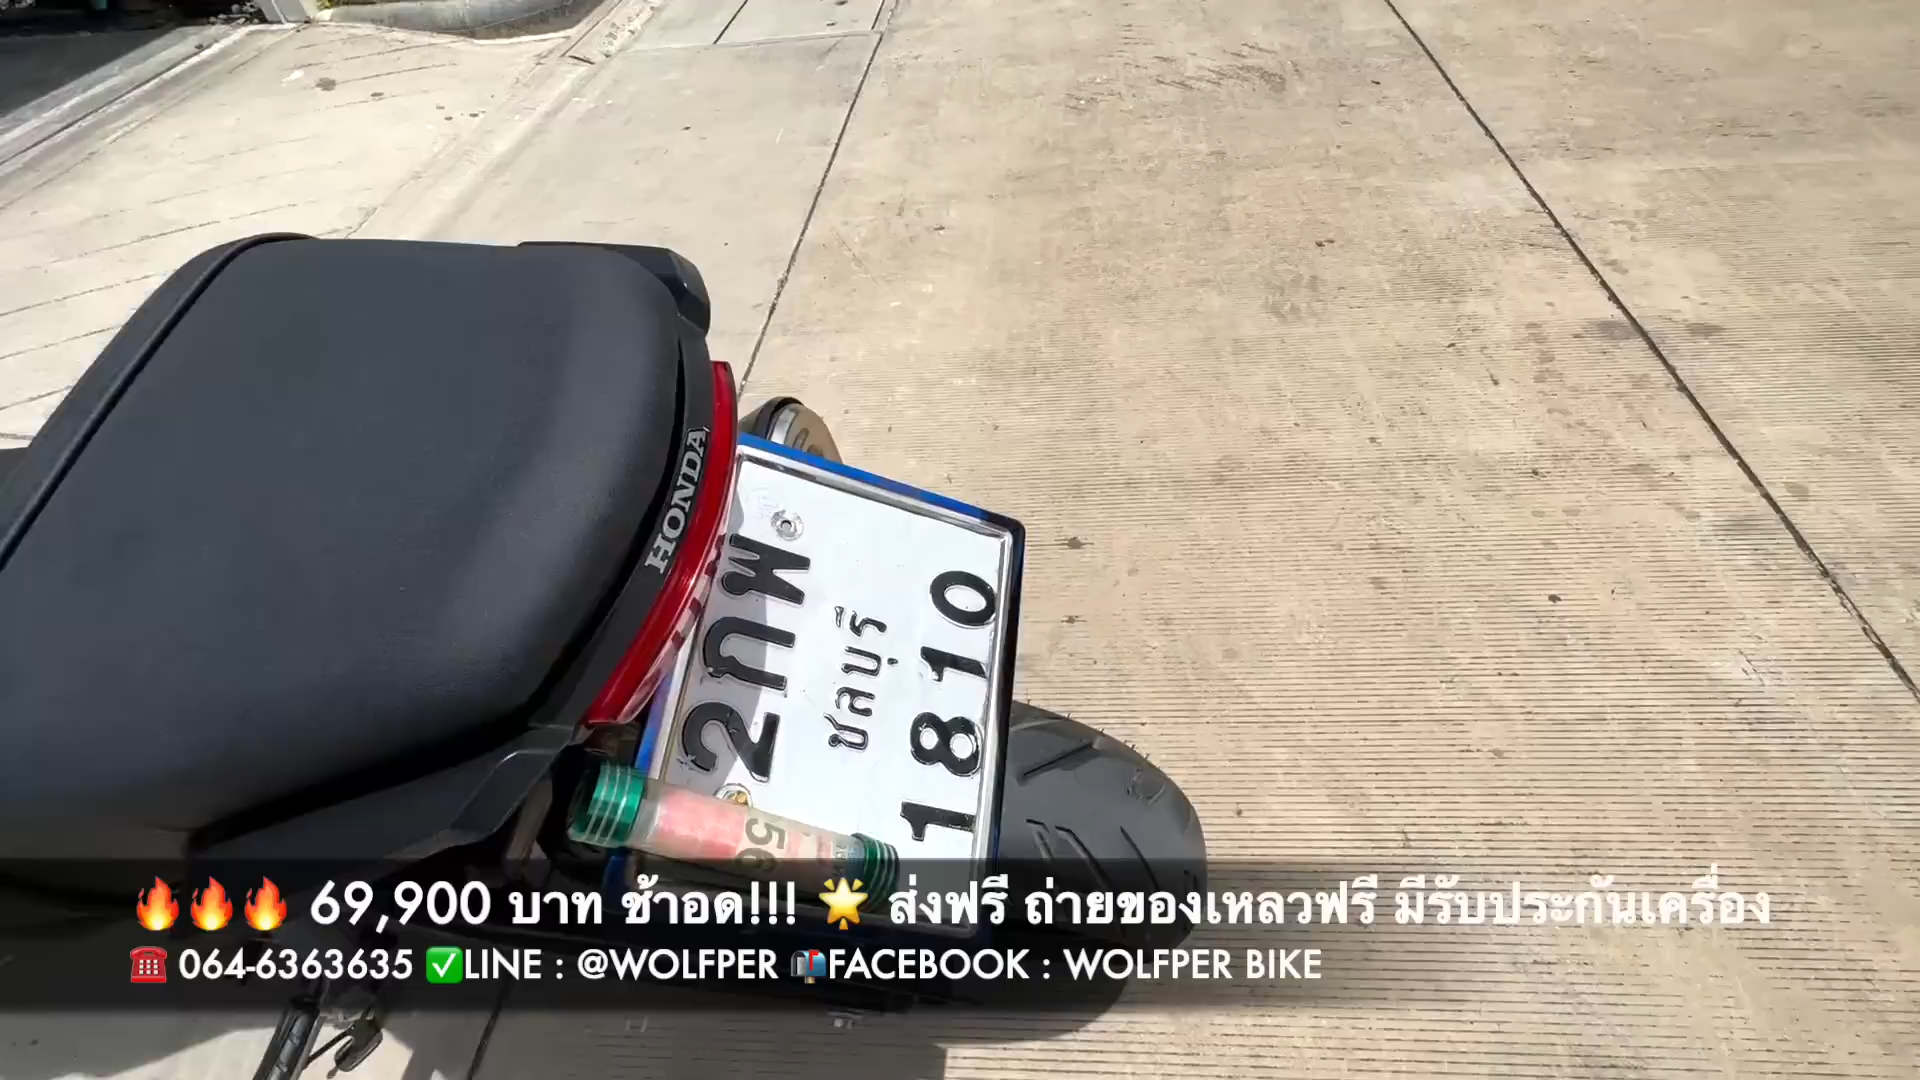 HONDA
2กพ
ชลบุรี
1810
56
🔥🔥🔥 69,900 บาท ช้าอด!!! 🌟 ส่งฟรี ถ่ายของเหลวฟรี มีรับประกันเครื่อง
☎️ 064-6363635 ✅LINE : @WOLFPER 📬FACEBOOK : WOLFPER BIKE